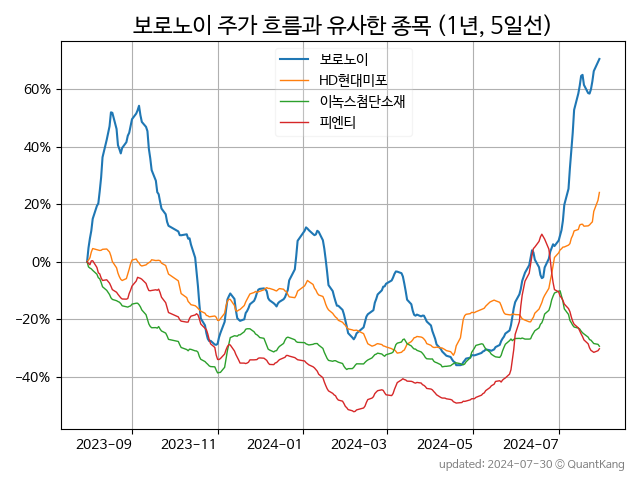 보로노이 주가 흐름과 유사한 종목 (1년, 5일선)
보로노이
HD현대미포
이녹스첨단소재
피엔티
60%
40%
20%
0%
−20%
−40%
2023-09 2023-11 2024-01 2024-03 2024-05 2024-07
updated: 2024-07-30 © QuantKang